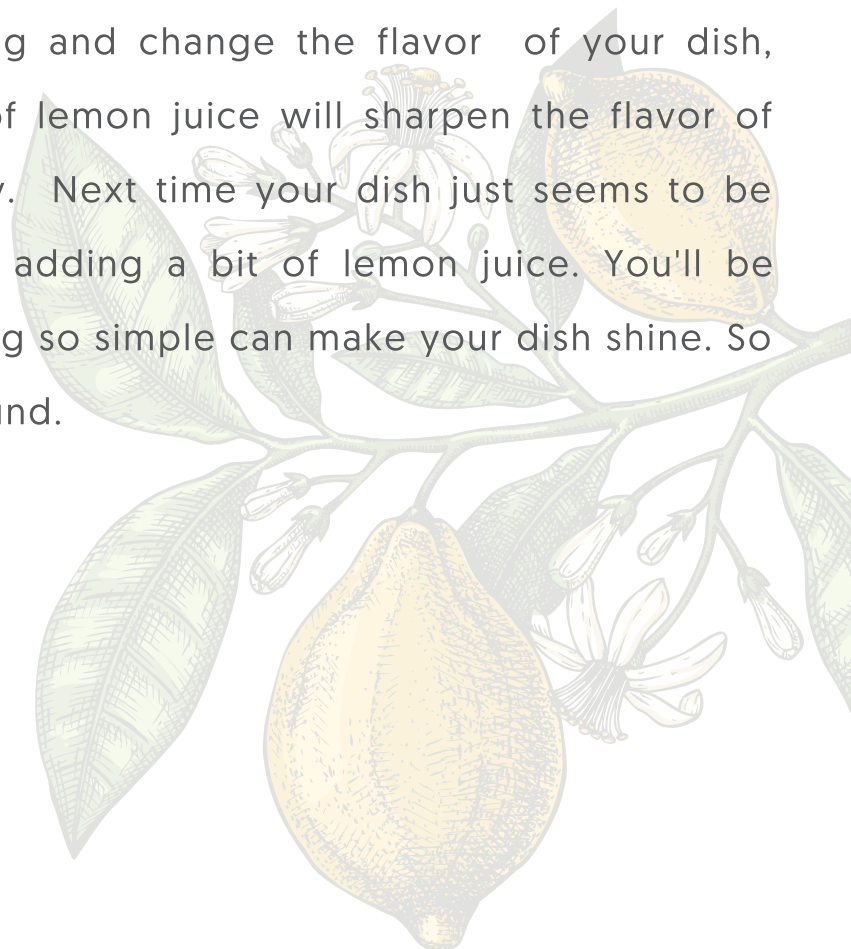 and change the flavor of your dish,
lemon juice will sharpen the flavor of
Next time your dish just seems to be
adding a bit of lemon juice. You'll be
so simple can make your dish shine. So